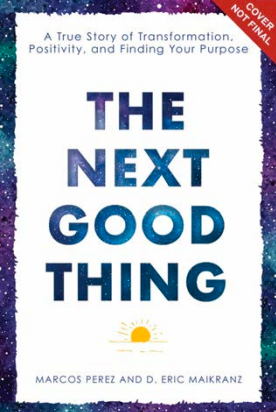 COVER
NOT FINAL
A True Story of Transformation,
Positivity, and Finding Your Purpose
THE
NEXT
GOOD
THING
MARCOS PEREZ AND D. ERIC MAIKRANZ